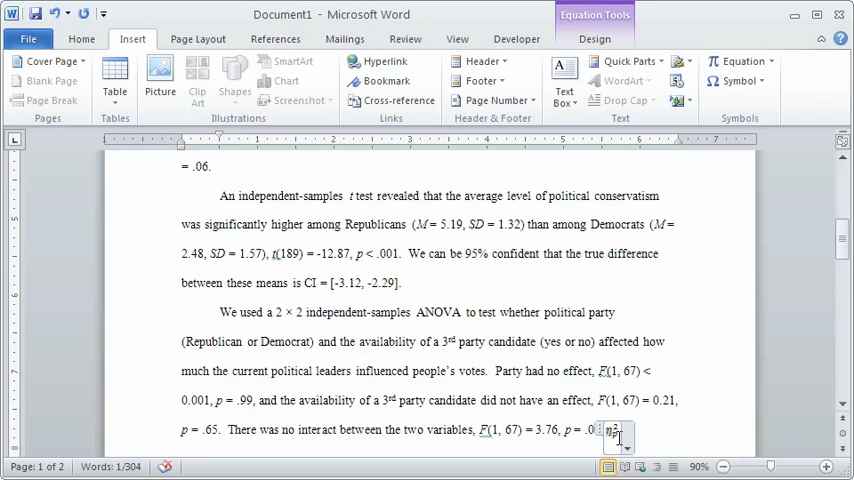 Document1 - Microsoft Word
Equation Tools
File Home Insert Page Layout References Mailings Review View Developer Design
Cover Page
Blank Page
Page Break
Pages
Table
Tables
Picture
Clip Art
Shapes
SmartArt
Chart
Screenshot
Illustrations
Hyperlink
Bookmark
Cross-reference
Links
Header
Footer
Page Number
Header & Footer
Text Box
Quick Parts
WordArt
Drop Cap
Text
Equation
Symbol
Symbols
1 2 3 4 5 6 7
= .06.
An independent-samples t test revealed that the average level of political conservatism
was significantly higher among Republicans (M = 5.19, SD = 1.32) than among Democrats (M =
2.48, SD = 1.57), t(189) = -12.87, p < .001. We can be 95% confident that the true difference
between these means is CI = [-3.12, -2.29].
We used a 2 × 2 independent-samples ANOVA to test whether political party
(Republican or Democrat) and the availability of a 3rd party candidate (yes or no) affected how
much the current political leaders influenced people's votes. Party had no effect, F(1, 67) <
0.001, p = .99, and the availability of a 3rd party candidate did not have an effect, F(1, 67) = 0.21,
p = .65. There was no interact between the two variables, F(1, 67) = 3.76, p = .0
Page: 1 of 2 Words: 1/304 90%